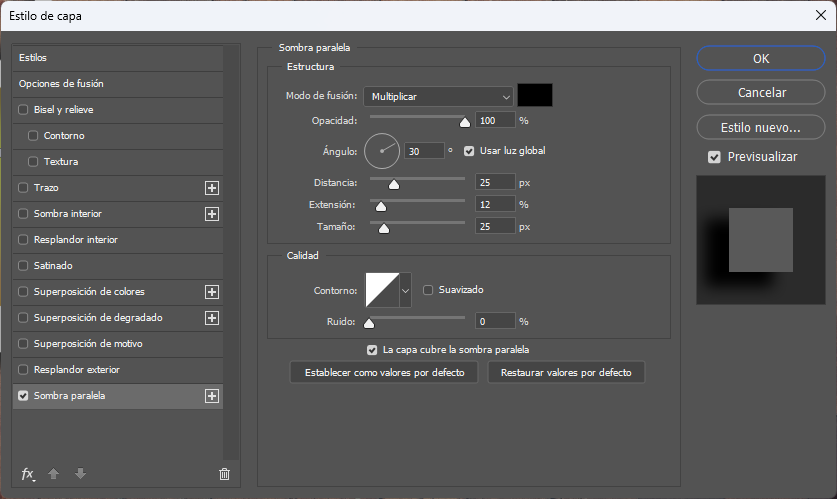 Estilo de capa
Estilos
Opciones de fusión
Bisel y relieve
Contorno
Textura
Trazo
Sombra interior
Resplandor interior
Satinado
Superposición de colores
Superposición de degradado
Superposición de motivo
Resplandor exterior
Sombra paralela
fx
Sombra paralela
Estructura
Modo de fusión: Multiplicar
Opacidad: 100 %
Ángulo: 30 ° Usar luz global
Distancia: 25 px
Extensión: 12 %
Tamaño: 25 px
Calidad
Contorno: Suavizado
Ruido: 0 %
La capa cubre la sombra paralela
Establecer como valores por defecto Restaurar valores por defecto
OK
Cancelar
Estilo nuevo...
Previsualizar